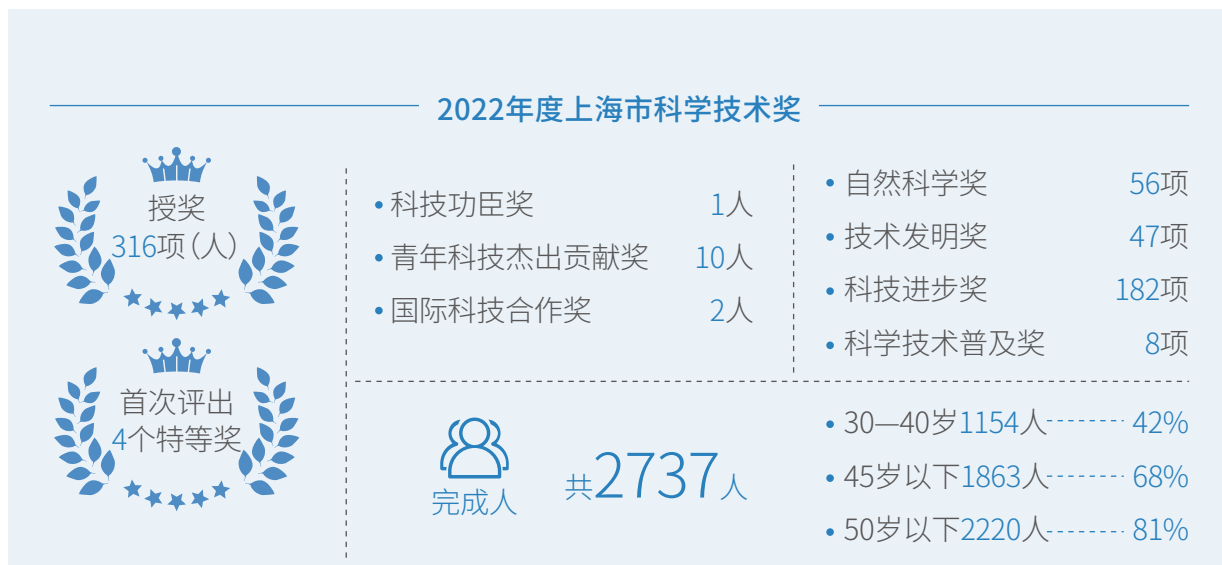 2022年度上海市科学技术奖
授奖
316项（人）
首次评出
4个特等奖
• 科技功臣奖 1人
• 青年科技杰出贡献奖 10人
• 国际科技合作奖 2人
• 自然科学奖 56项
• 技术发明奖 47项
• 科技进步奖 182项
• 科学技术普及奖 8项
完成人
共2737人
• 30—40岁1154人 42%
• 45岁以下1863人 68%
• 50岁以下2220人 81%